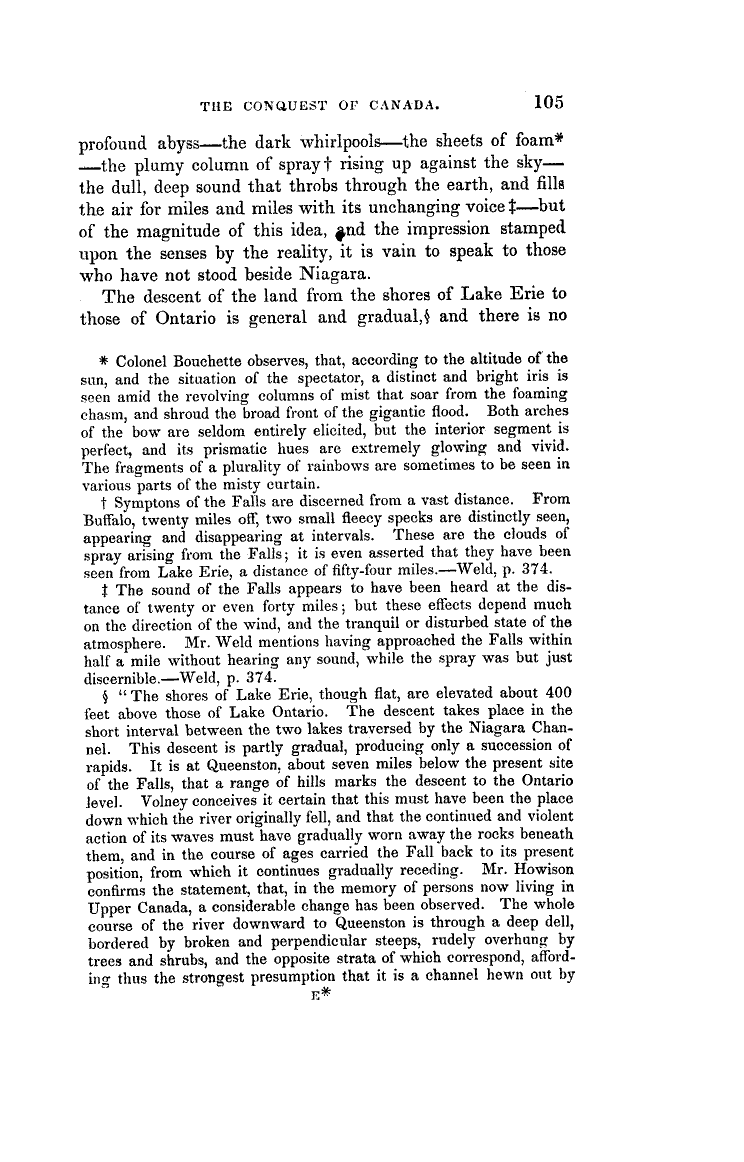 THE CONQUEST OF CANADA. 105
profound abyss—the dark whirlpools—the sheets of foam*
—the plumy column of spray† rising up against the sky—
the dull, deep sound that throbs through the earth, and fills
the air for miles and miles with its unchanging voice‡—but
of the magnitude of this idea, and the impression stamped
upon the senses by the reality, it is vain to speak to those
who have not stood beside Niagara.
The descent of the land from the shores of Lake Erie to
those of Ontario is general and gradual,§ and there is no
* Colonel Bouchette observes, that, according to the altitude of the
sun, and the situation of the spectator, a distinct and bright iris is
seen amid the revolving columns of mist that soar from the foaming
chasm, and shroud the broad front of the gigantic flood. Both arches
of the bow are seldom entirely elicited, but the interior segment is
perfect, and its prismatic hues are extremely glowing and vivid.
The fragments of a plurality of rainbows are sometimes to be seen in
various parts of the misty curtain.
† Symptons of the Falls are discerned from a vast distance. From
Buffalo, twenty miles off, two small fleecy specks are distinctly seen,
appearing and disappearing at intervals. These are the clouds of
spray arising from the Falls; it is even asserted that they have been
seen from Lake Erie, a distance of fifty-four miles.—Weld, p. 374.
‡ The sound of the Falls appears to have been heard at the dis-
tance of twenty or even forty miles; but these effects depend much
on the direction of the wind, and the tranquil or disturbed state of the
atmosphere. Mr. Weld mentions having approached the Falls within
half a mile without hearing any sound, while the spray was but just
discernible.—Weld, p. 374.
§ "The shores of Lake Erie, though flat, are elevated about 400
feet above those of Lake Ontario. The descent takes place in the
short interval between the two lakes traversed by the Niagara Chan-
nel. This descent is partly gradual, producing only a succession of
rapids. It is at Queenston, about seven miles below the present site
of the Falls, that a range of hills marks the descent to the Ontario
level. Volney conceives it certain that this must have been the place
down which the river originally fell, and that the continued and violent
action of its waves must have gradually worn away the rocks beneath
them, and in the course of ages carried the Fall back to its present
position, from which it continues gradually receding. Mr. Howison
confirms the statement, that, in the memory of persons now living in
Upper Canada, a considerable change has been observed. The whole
course of the river downward to Queenston is through a deep dell,
bordered by broken and perpendicular steeps, rudely overhung by
trees and shrubs, and the opposite strata of which correspond, afford-
ing thus the strongest presumption that it is a channel hewn out by
E*